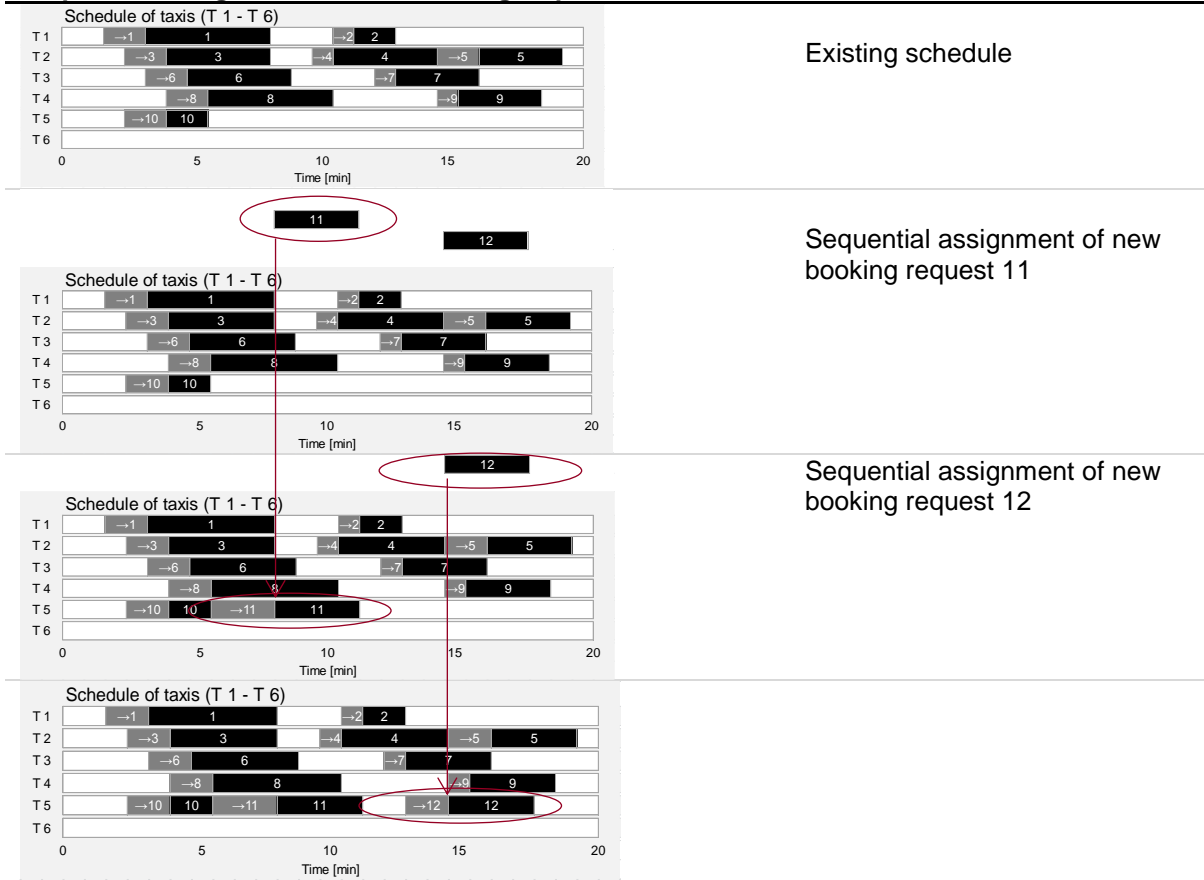 Schedule of taxis (T 1 - T 6)
T 1 →1 1 →2 2
T 2 →3 3 →4 4 →5 5
T 3 →6 6 →7 7
T 4 →8 8 →9 9
T 5 →10 10
T 6
0 5 10 15 20
Time [min]
Existing schedule
11
12
Sequential assignment of new
booking request 11
Schedule of taxis (T 1 - T 6)
T 1 →1 1 →2 2
T 2 →3 3 →4 4 →5 5
T 3 →6 6 →7 7
T 4 →8 8 →9 9
T 5 →10 10
T 6
0 5 10 15 20
Time [min]
12
Sequential assignment of new
booking request 12
Schedule of taxis (T 1 - T 6)
T 1 →1 1 →2 2
T 2 →3 3 →4 4 →5 5
T 3 →6 6 →7 7
T 4 →8 8 →9 9
T 5 →10 10 →11 11
T 6
0 5 10 15 20
Time [min]
Schedule of taxis (T 1 - T 6)
T 1 →1 1 →2 2
T 2 →3 3 →4 4 →5 5
T 3 →6 6 →7 7
T 4 →8 8 →9 9
T 5 →10 10 →11 11 →12 12
T 6
0 5 10 15 20
Time [min]